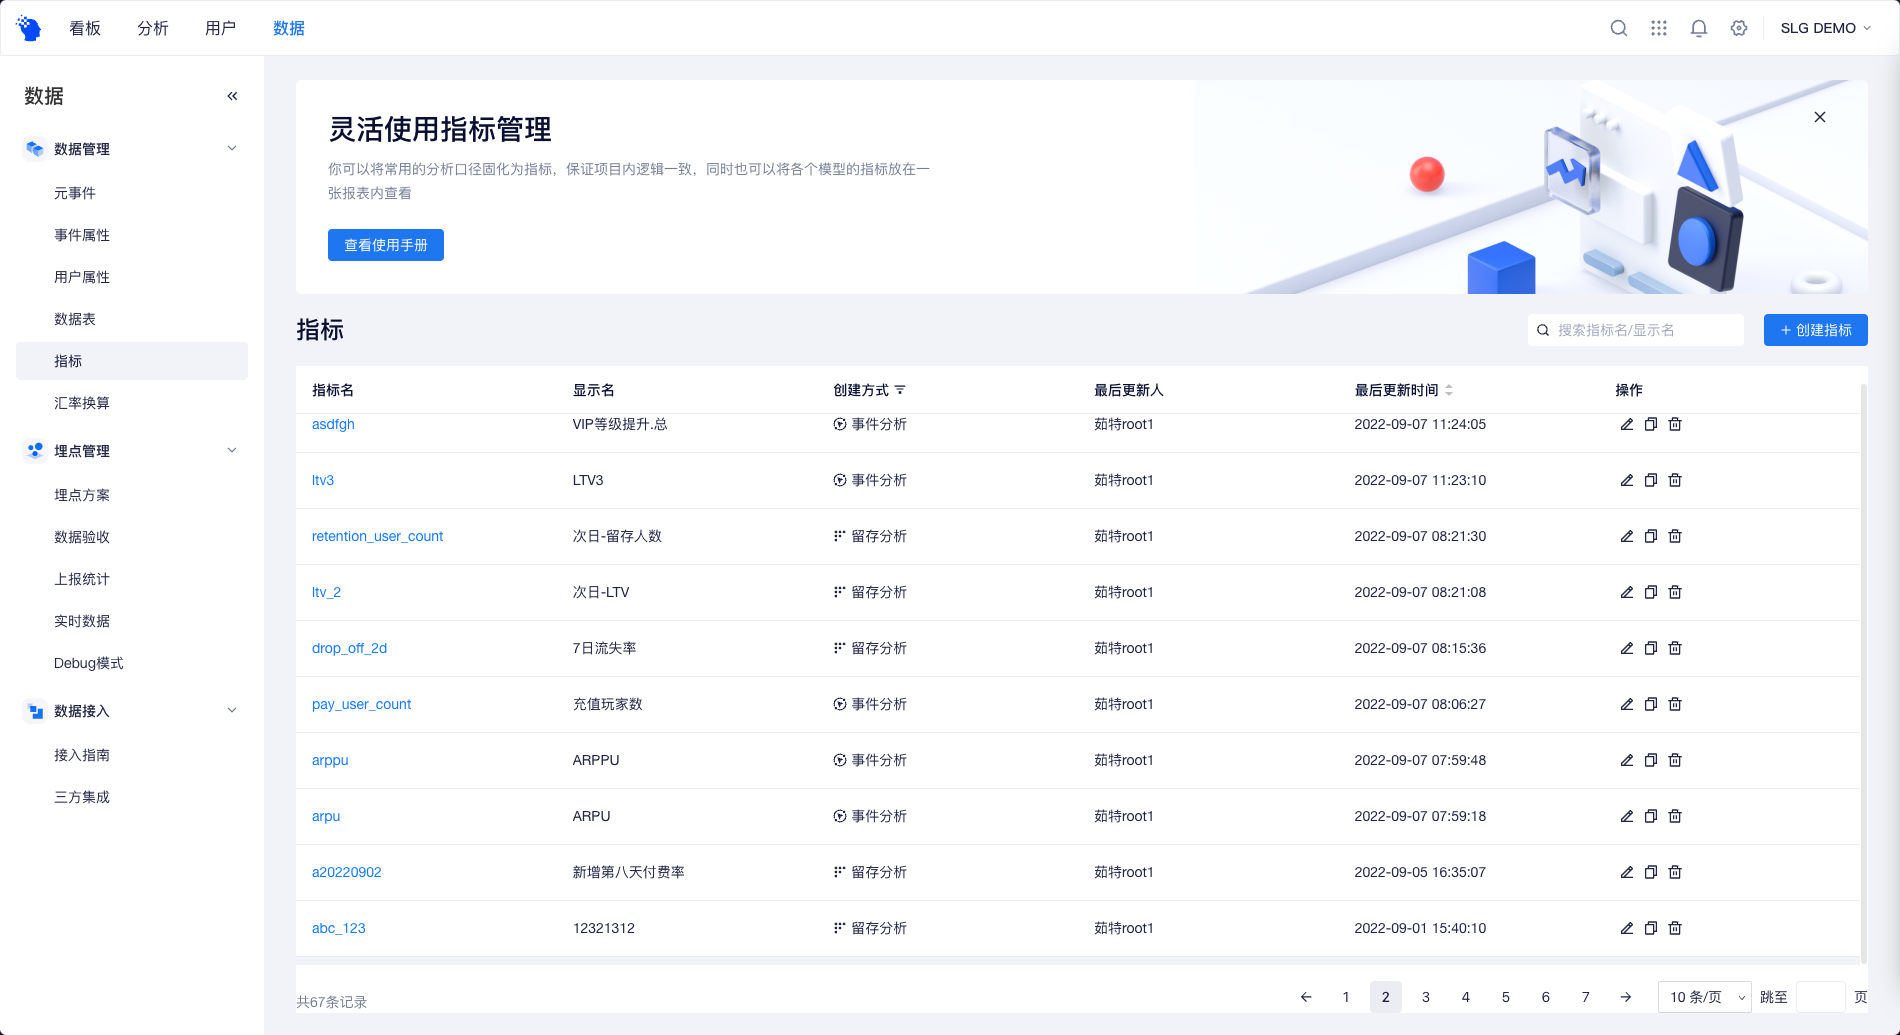 看板 分析 用户 数据 SLG DEMO
数据
数据管理
元事件
事件属性
用户属性
数据表
指标
汇率换算
埋点管理
埋点方案
数据验收
上报统计
实时数据
Debug模式
数据接入
接入指南
三方集成
灵活使用指标管理
你可以将常用的分析口径固化为指标，保证项目内逻辑一致，同时也可以将各个模型的指标放在一
张报表内查看
查看使用手册
指标 搜索指标名/显示名 + 创建指标
指标名 显示名 创建方式 最后更新人 最后更新时间 操作
asdfgh VIP等级提升.总 事件分析 茹特root1 2022-09-07 11:24:05
ltv3 LTV3 事件分析 茹特root1 2022-09-07 11:23:10
retention_user_count 次日-留存人数 留存分析 茹特root1 2022-09-07 08:21:30
ltv_2 次日-LTV 留存分析 茹特root1 2022-09-07 08:21:08
drop_off_2d 7日流失率 留存分析 茹特root1 2022-09-07 08:15:36
pay_user_count 充值玩家数 事件分析 茹特root1 2022-09-07 08:06:27
arppu ARPPU 事件分析 茹特root1 2022-09-07 07:59:48
arpu ARPU 事件分析 茹特root1 2022-09-07 07:59:18
a20220902 新增第八天付费率 留存分析 茹特root1 2022-09-05 16:35:07
abc_123 12321312 留存分析 茹特root1 2022-09-01 15:40:10
共67条记录 1 2 3 4 5 6 7 10 条/页 跳至 页